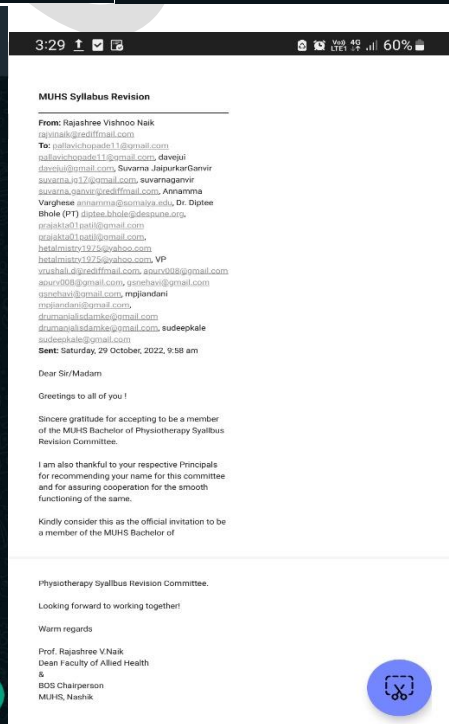 3:29
Vo)) 4G
LTE1
60%
MUHS Syllabus Revision
From: Rajashree Vishnoo Naik
rajvinaik@rediffmail.com
To: pallavichopade11@gmail.com
pallavichopade11@gmail.com, davejui
davejui@gmail.com, Suvarna JaipurkarGanvir
suvarna.jg17@gmail.com, suvarnaganvir
suvarna.ganvir@rediffmail.com, Annamma
Varghese annamma@somaiya.edu, Dr. Diptee
Bhole (PT) diptee.bhole@despune.org,
prajakta01patil@gmail.com
prajakta01patil@gmail.com,
hetalmistry1975@yahoo.com
hetalmistry1975@yahoo.com, VP
vrushali.d@rediffmail.com, apurv008@gmail.com
apurv008@gmail.com, gsnehavi@gmail.com
gsnehavi@gmail.com, mpjiandani
mpjiandani@gmail.com,
drumanjalisdamke@gmail.com
drumanjalisdamke@gmail.com, sudeepkale
sudeepkale@gmail.com
Sent: Saturday, 29 October, 2022, 9:58 am
Dear Sir/Madam
Greetings to all of you !
Sincere gratitude for accepting to be a member
of the MUHS Bachelor of Physiotherapy Syallbus
Revision Committee.
I am also thankful to your respective Principals
for recommending your name for this committee
and for assuring cooperation for the smooth
functioning of the same.
Kindly consider this as the official invitation to be
a member of the MUHS Bachelor of
Physiotherapy Syallbus Revision Committee.
Looking forward to working together!
Warm regards
Prof. Rajashree V.Naik
Dean Faculty of Allied Health
&
BOS Chairperson
MUHS, Nashik